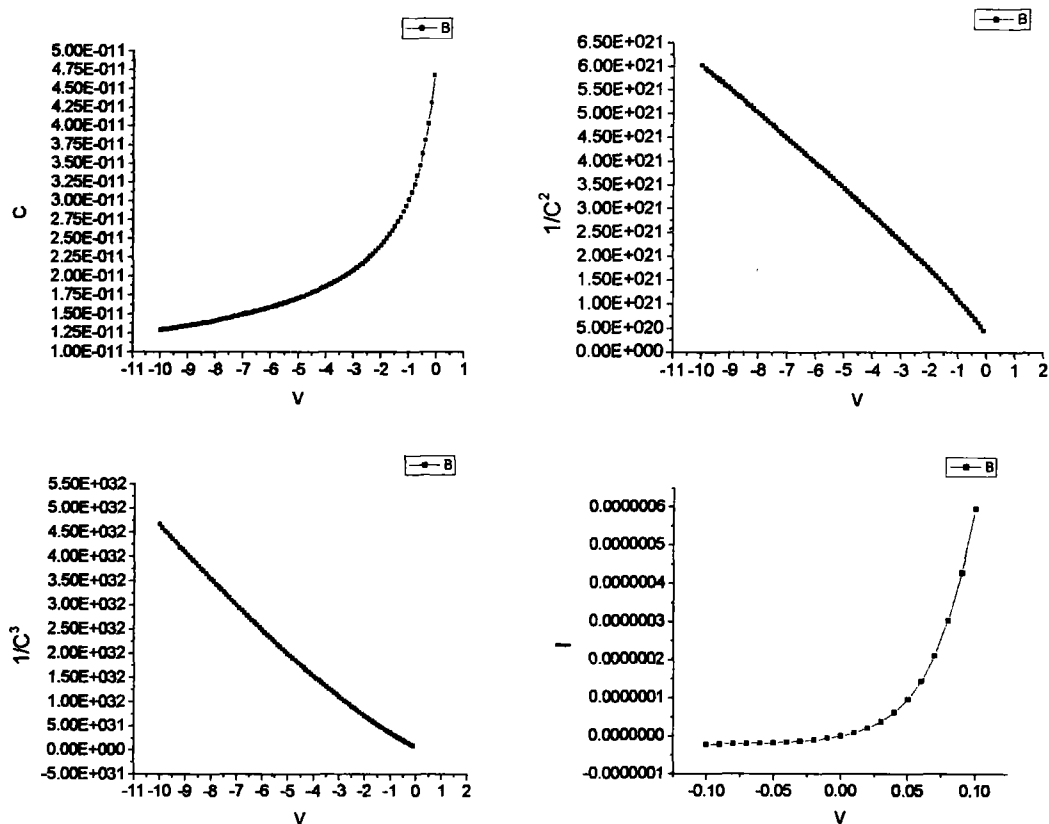 B
5.00E-011
4.75E-011
4.50E-011
4.25E-011
4.00E-011
3.75E-011
3.50E-011
3.25E-011
3.00E-011
2.75E-011
2.50E-011
2.25E-011
2.00E-011
1.75E-011
1.50E-011
1.25E-011
1.00E-011
C
-11 -10 -9 -8 -7 -6 -5 -4 -3 -2 -1 0 1
V
B
6.50E+021
6.00E+021
5.50E+021
5.00E+021
4.50E+021
4.00E+021
3.50E+021
3.00E+021
2.50E+021
2.00E+021
1.50E+021
1.00E+021
5.00E+020
0.00E+000
1/C²
-11 -10 -9 -8 -7 -6 -5 -4 -3 -2 -1 0 1 2
V
B
5.50E+032
5.00E+032
4.50E+032
4.00E+032
3.50E+032
3.00E+032
2.50E+032
2.00E+032
1.50E+032
1.00E+032
5.00E+031
0.00E+000
-5.00E+031
1/C³
-11 -10 -9 -8 -7 -6 -5 -4 -3 -2 -1 0 1 2
V
B
0.0000006
0.0000005
0.0000004
0.0000003
0.0000002
0.0000001
0.0000000
-0.0000001
I
-0.10 -0.05 0.00 0.05 0.10
V